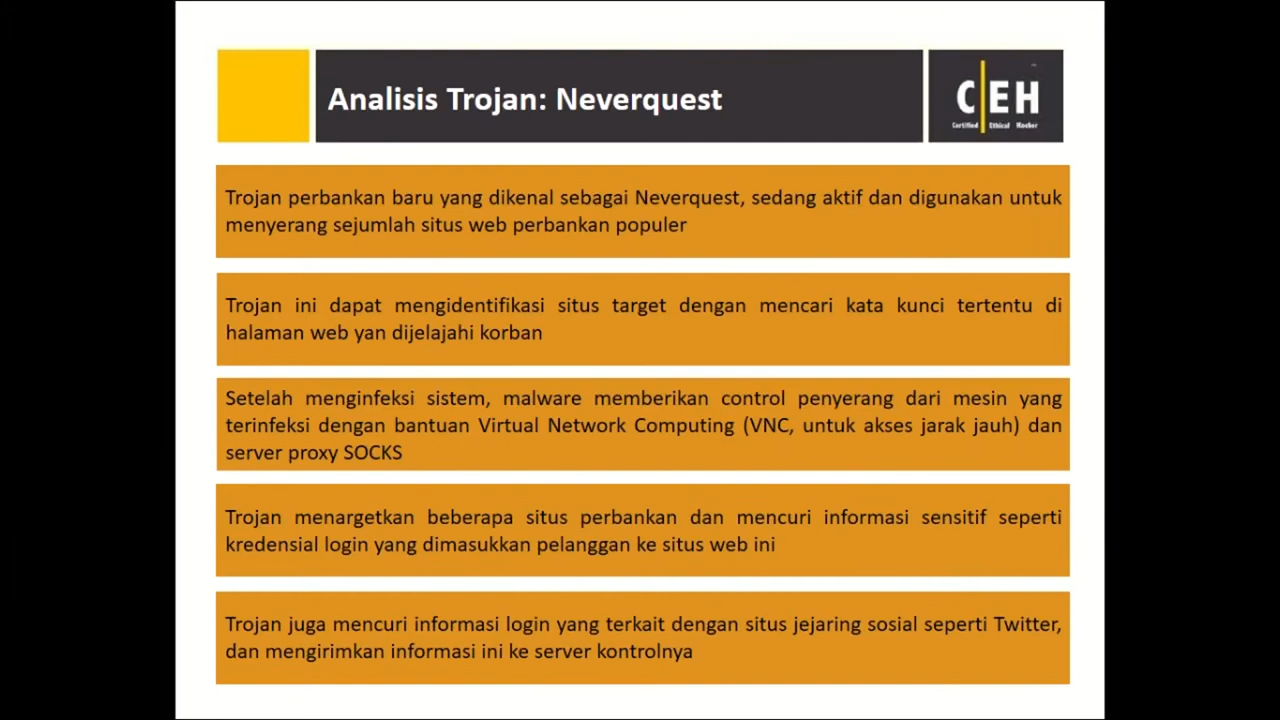 Analisis Trojan: Neverquest
C|EH
Certified Ethical Hacker
Trojan perbankan baru yang dikenal sebagai Neverquest, sedang aktif dan digunakan untuk
menyerang sejumlah situs web perbankan populer
Trojan ini dapat mengidentifikasi situs target dengan mencari kata kunci tertentu di
halaman web yan dijelajahi korban
Setelah menginfeksi sistem, malware memberikan control penyerang dari mesin yang
terinfeksi dengan bantuan Virtual Network Computing (VNC, untuk akses jarak jauh) dan
server proxy SOCKS
Trojan menargetkan beberapa situs perbankan dan mencuri informasi sensitif seperti
kredensial login yang dimasukkan pelanggan ke situs web ini
Trojan juga mencuri informasi login yang terkait dengan situs jejaring sosial seperti Twitter,
dan mengirimkan informasi ini ke server kontrolnya